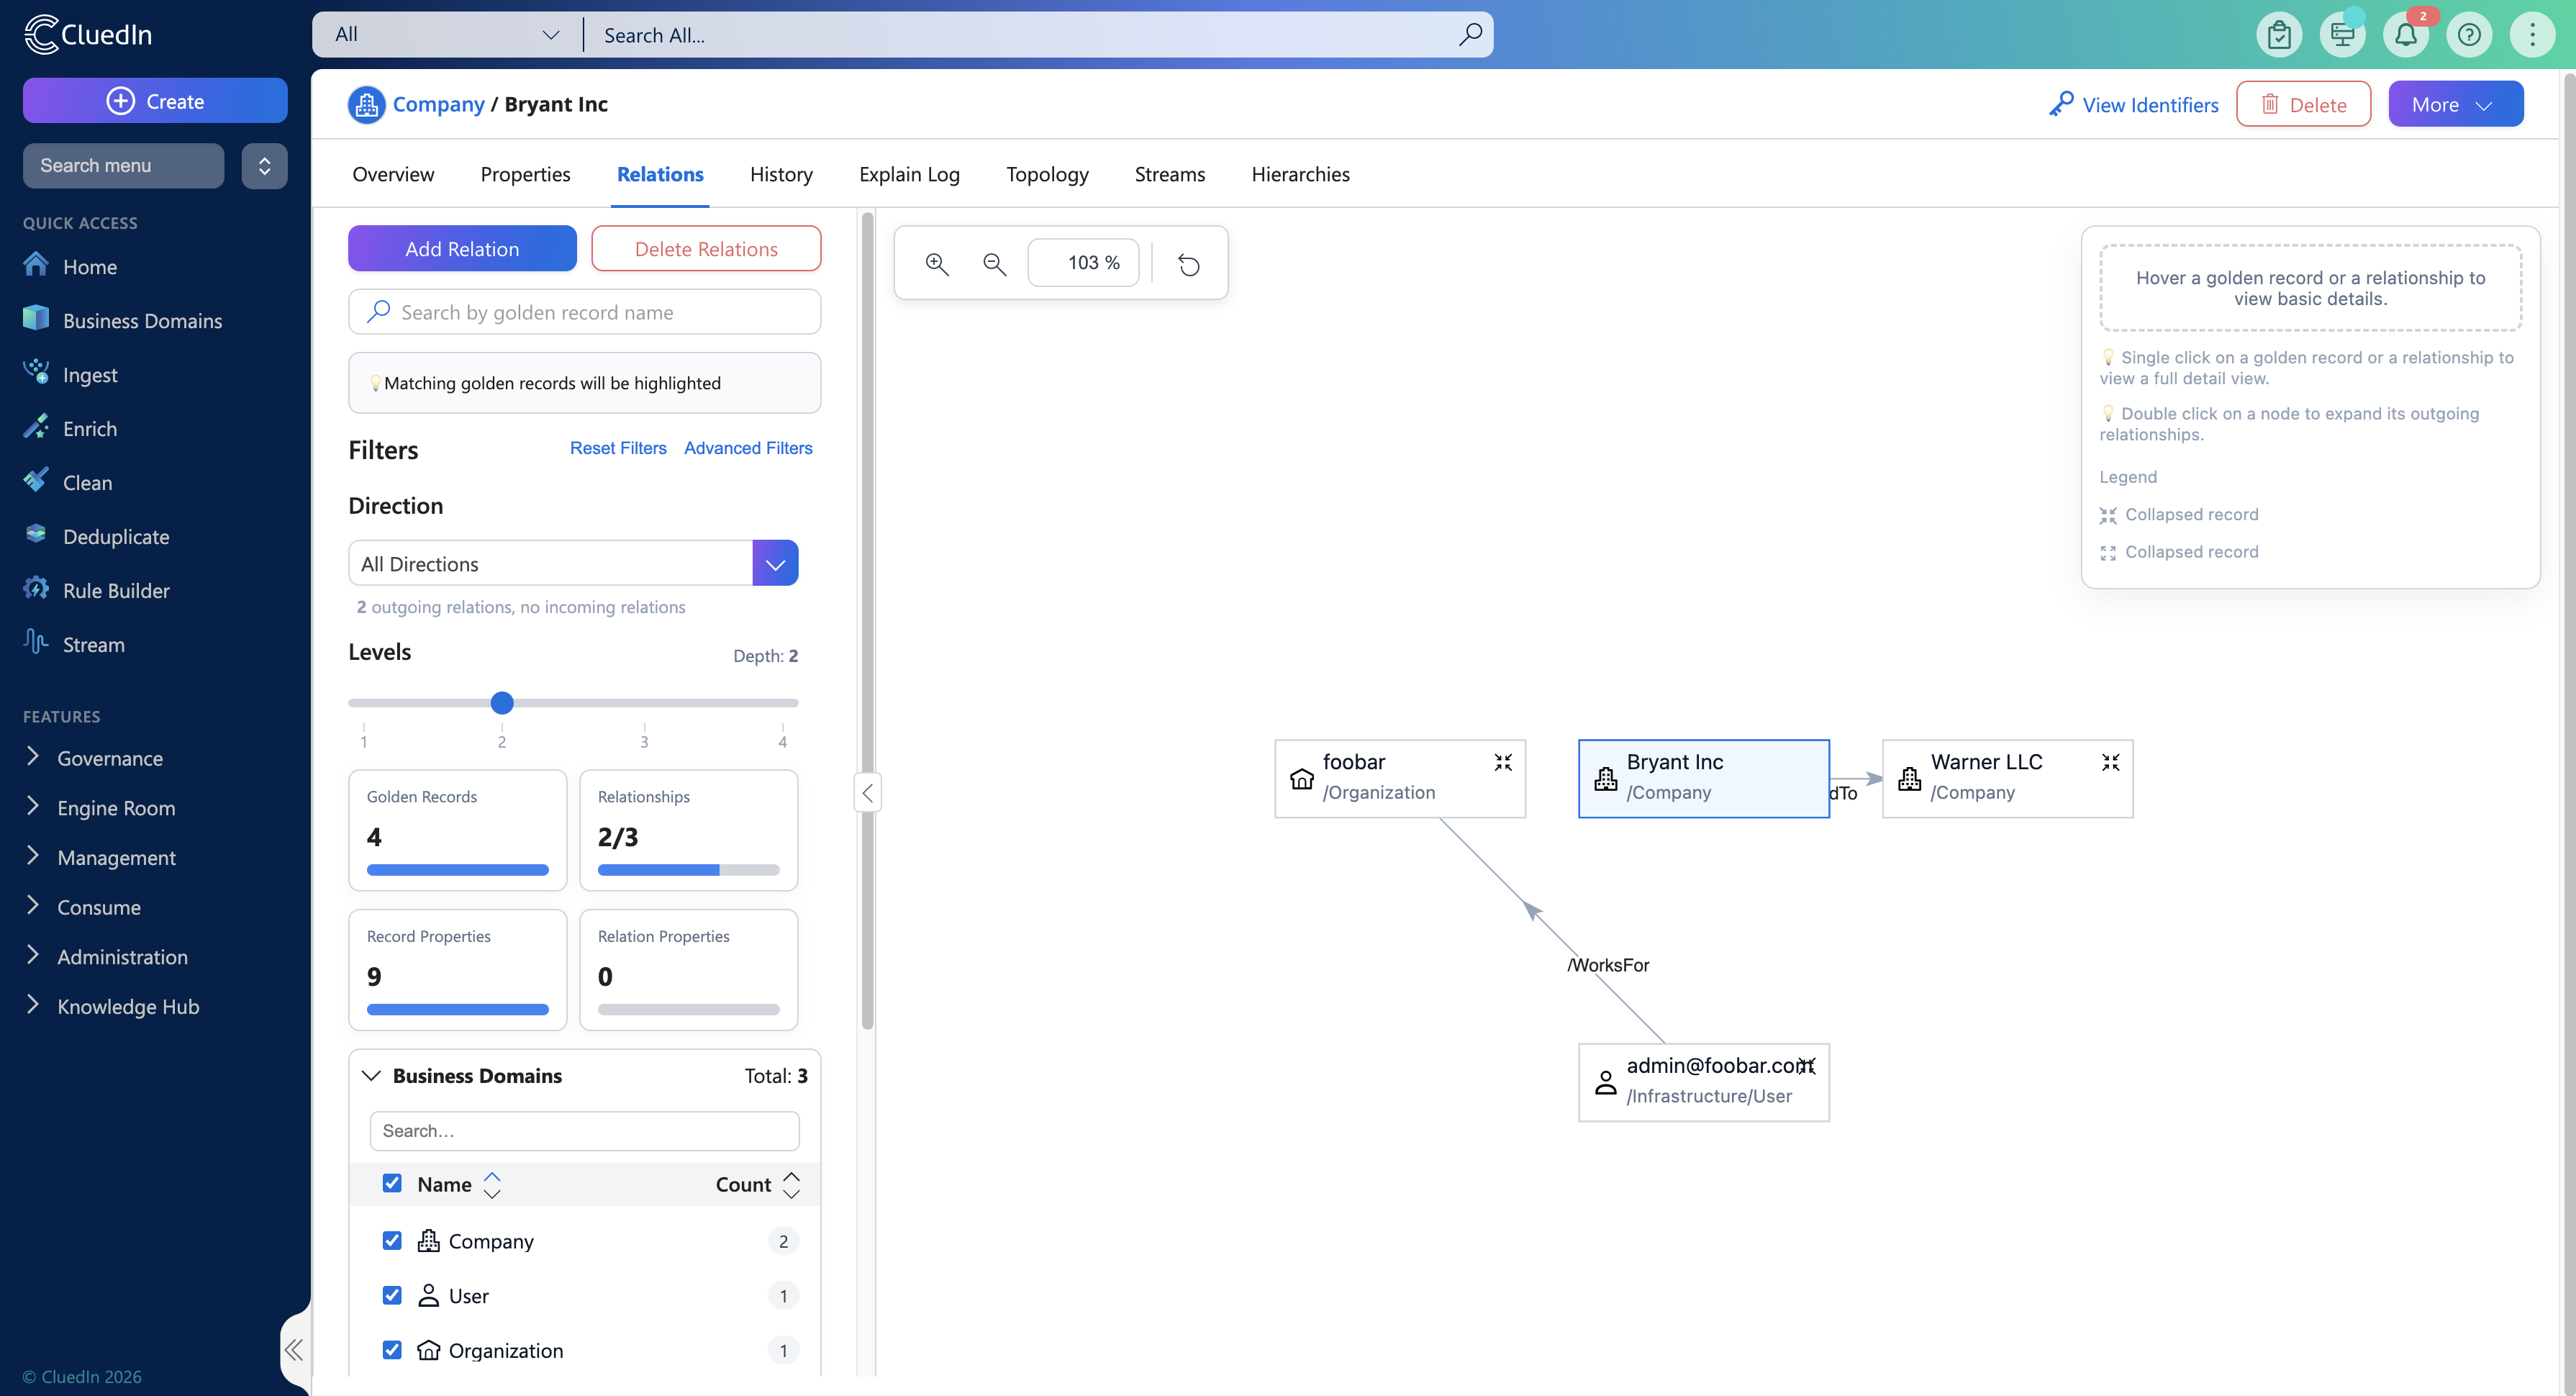 CluedIn
All
Search All...
2
Create
Search menu
QUICK ACCESS
Home
Business Domains
Ingest
Enrich
Clean
Deduplicate
Rule Builder
Stream
FEATURES
Governance
Engine Room
Management
Consume
Administration
Knowledge Hub
© CluedIn 2026
Company / Bryant Inc
View Identifiers
Delete
More
Overview
Properties
Relations
History
Explain Log
Topology
Streams
Hierarchies
Add Relation
Delete Relations
Search by golden record name
Matching golden records will be highlighted
Filters
Reset Filters
Advanced Filters
Direction
All Directions
2 outgoing relations, no incoming relations
Levels
Depth: 2
1
2
3
4
Golden Records
4
Relationships
2/3
Record Properties
9
Relation Properties
0
Business Domains
Total: 3
Search...
Name
Count
Company
2
User
1
Organization
1
103 %
Hover a golden record or a relationship to
view basic details.
Single click on a golden record or a relationship to
view a full detail view.
Double click on a node to expand its outgoing
relationships.
Legend
Collapsed record
Collapsed record
foobar
/Organization
Bryant Inc
/Company
dTo
Warner LLC
/Company
/WorksFor
admin@foobar.com
/Infrastructure/User